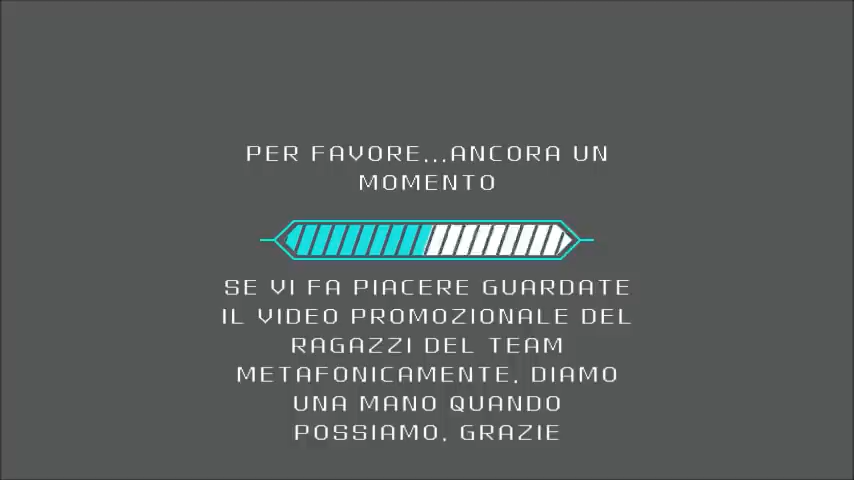 PER FAVORE...ANCORA UN
MOMENTO
SE VI FA PIACERE GUARDATE
IL VIDEO PROMOZIONALE DEL
RAGAZZI DEL TEAM
METAFONICAMENTE, DIAMO
UNA MANO QUANDO
POSSIAMO, GRAZIE